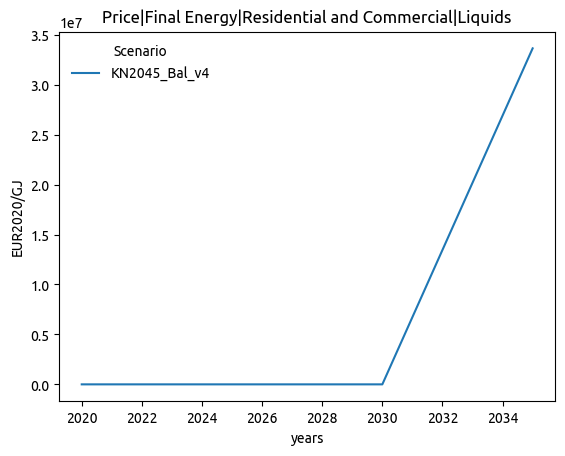 Price|Final Energy|Residential and Commercial|Liquids
1e7
3.5
3.0
2.5
2.0
1.5
1.0
0.5
0.0
EUR2020/GJ
Scenario
KN2045_Bal_v4
2020 2022 2024 2026 2028 2030 2032 2034
years